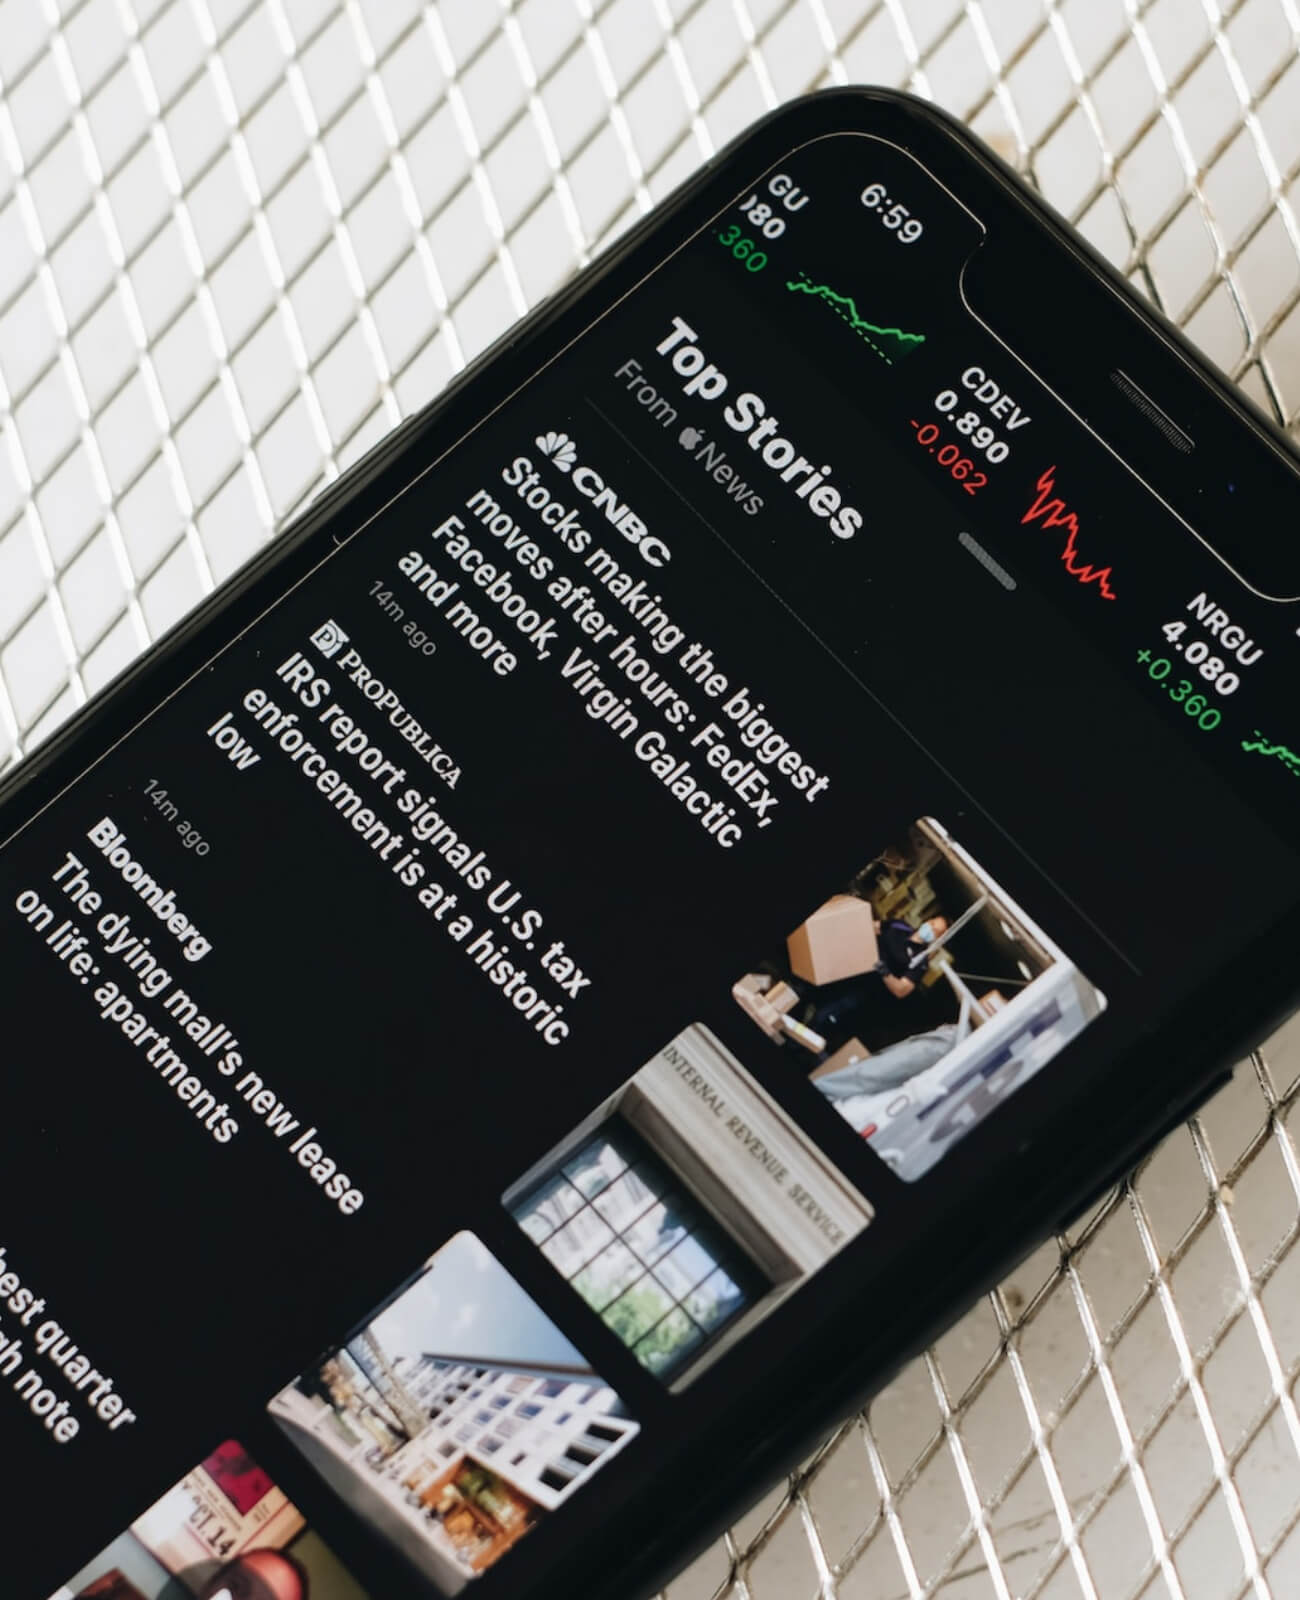 6:59
GU
080
.360
CDEV
0.890
-0.062
NRGU
4.080
+0.360
Top Stories
From News
CNBC
Stocks making the biggest
moves after hours: FedEx,
Facebook, Virgin Galactic
and more
14m ago
PROPUBLICA
IRS report signals U.S. tax
enforcement is at a historic
low
14m ago
INTERNAL REVENUE SERVICE
Bloomberg
The dying mall's new lease
on life: apartments
quarter
note
CT.14